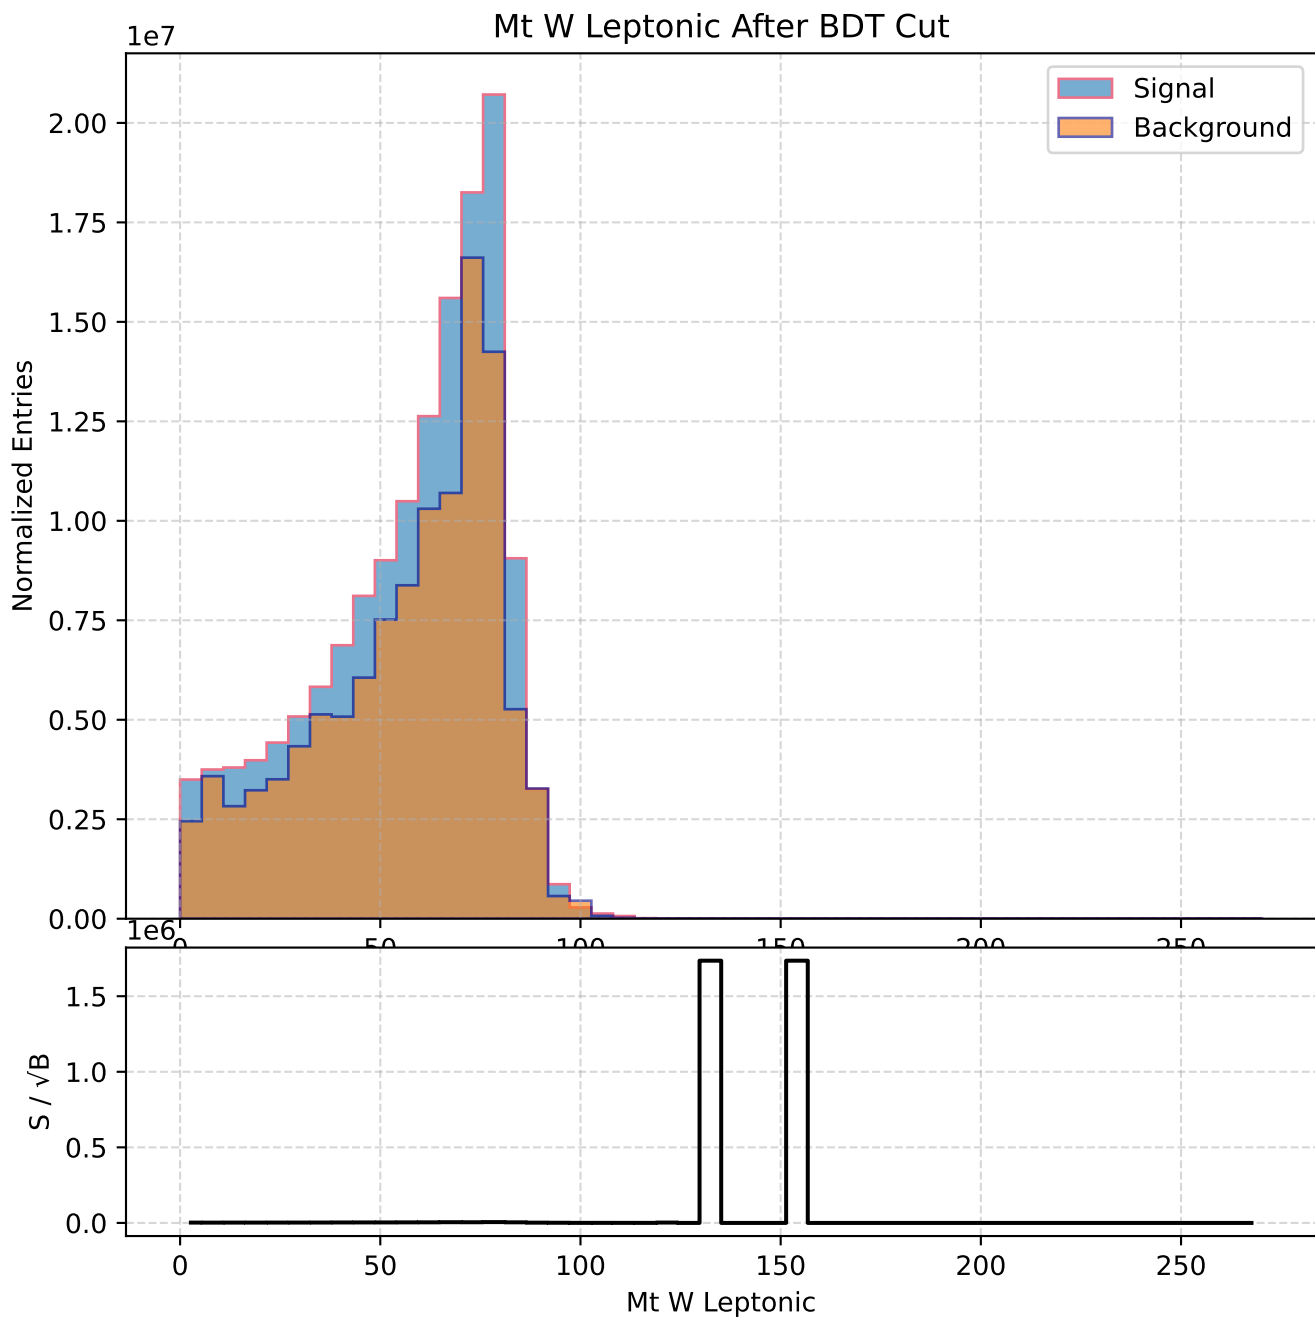 Mt W Leptonic After BDT Cut
1e7
Signal
Background
2.00
1.75
1.50
1.25
1.00
0.75
0.50
0.25
0.00
Normalized Entries
0 50 100 150 200 250
1e6
1.5
1.0
0.5
0.0
S / √B
0 50 100 150 200 250
Mt W Leptonic